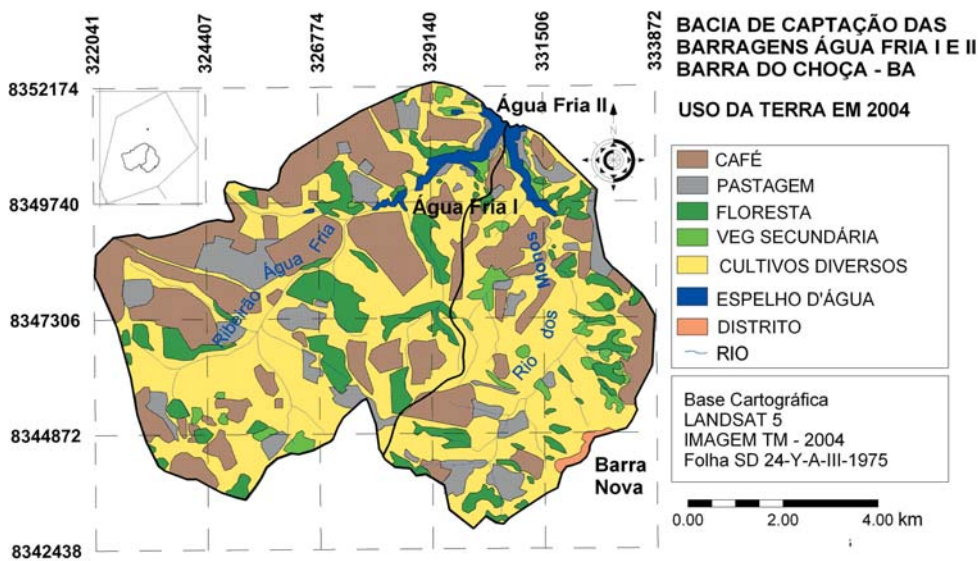 322041
324407
326774
329140
331506
333872
8352174
8349740
8347306
8344872
8342438
Água Fria II
Água Fria I
Ribeirão Água Fria
Rio dos Monos
Barra
Nova
N
BACIA DE CAPTAÇÃO DAS
BARRAGENS ÁGUA FRIA I E II
BARRA DO CHOÇA - BA
USO DA TERRA EM 2004
CAFÉ
PASTAGEM
FLORESTA
VEG SECUNDÁRIA
CULTIVOS DIVERSOS
ESPELHO D'ÁGUA
DISTRITO
RIO
Base Cartográfica
LANDSAT 5
IMAGEM TM - 2004
Folha SD 24-Y-A-III-1975
0.00 2.00 4.00 km